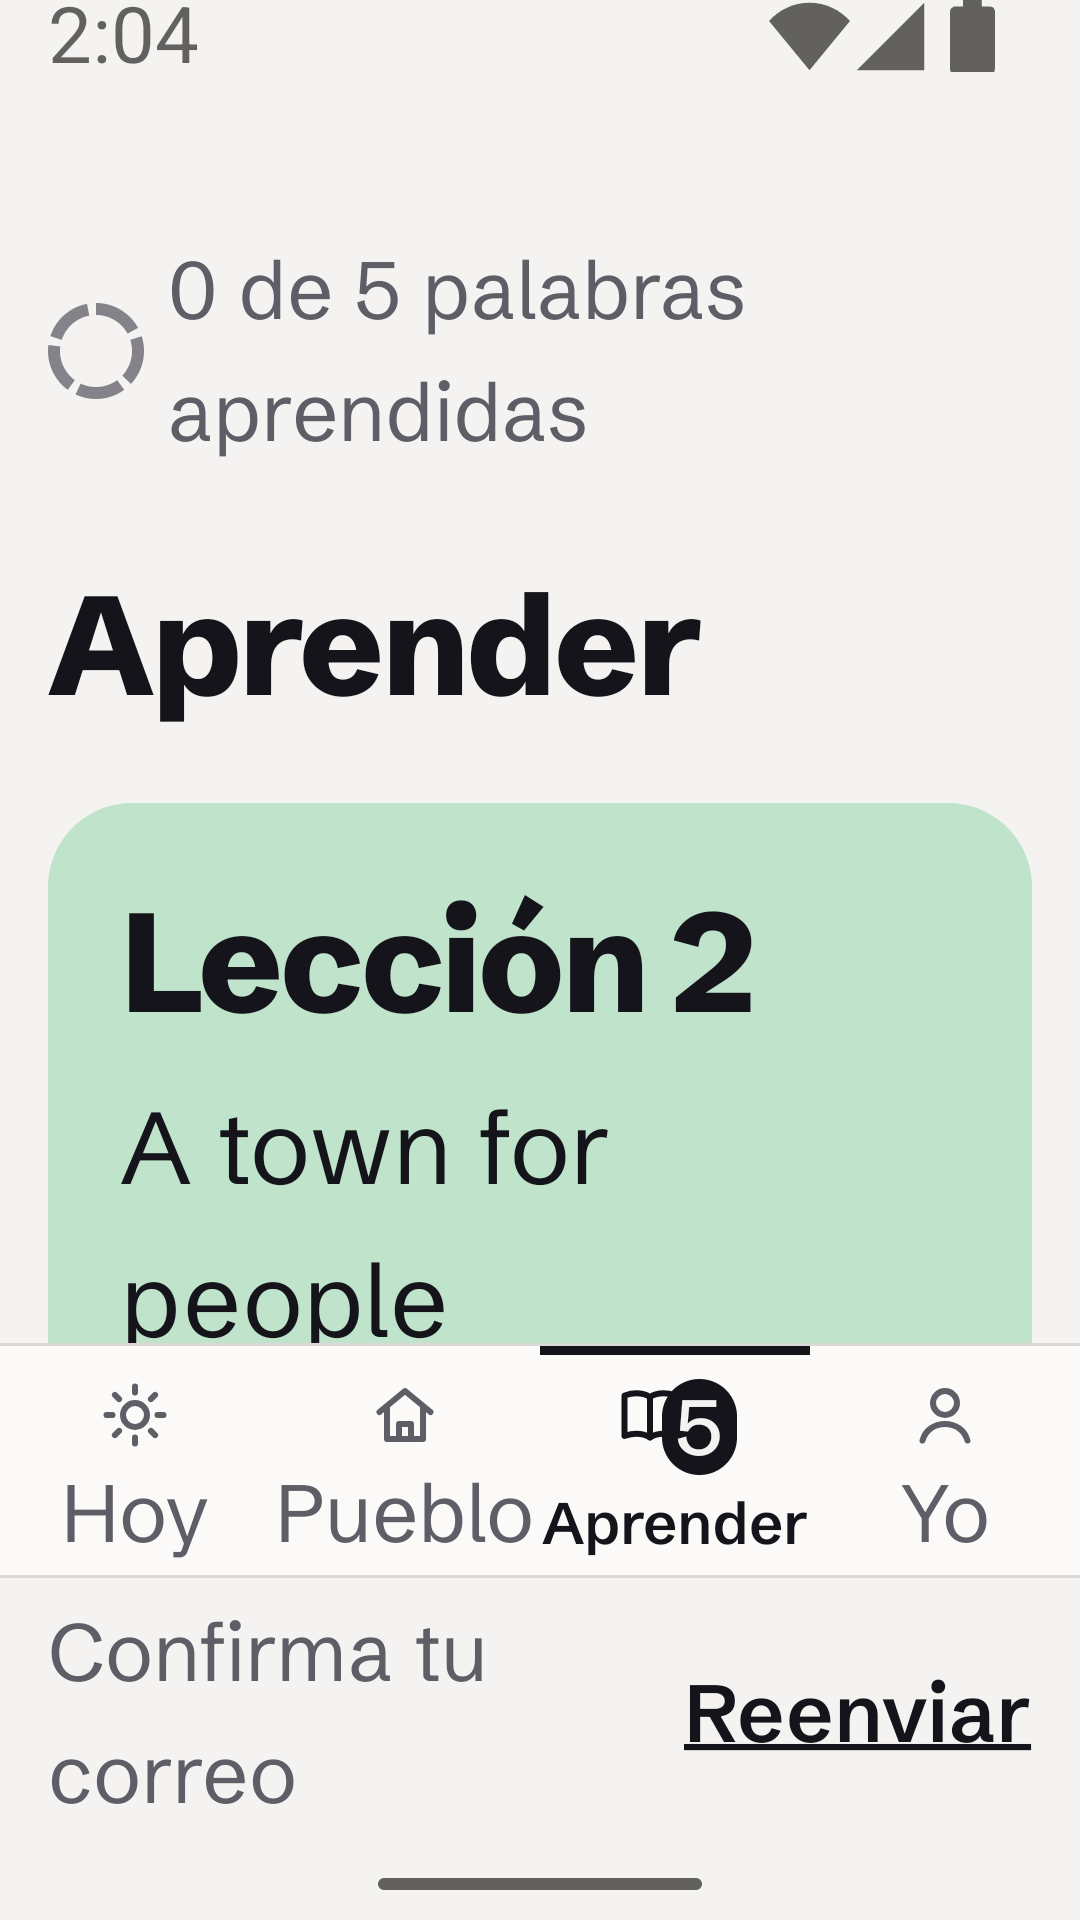 2:04
0 de 5 palabras
aprendidas
Aprender
Lección 2
A town for
people
5
Hoy
Pueblo
Aprender
Yo
Confirma tu
correo
Reenviar